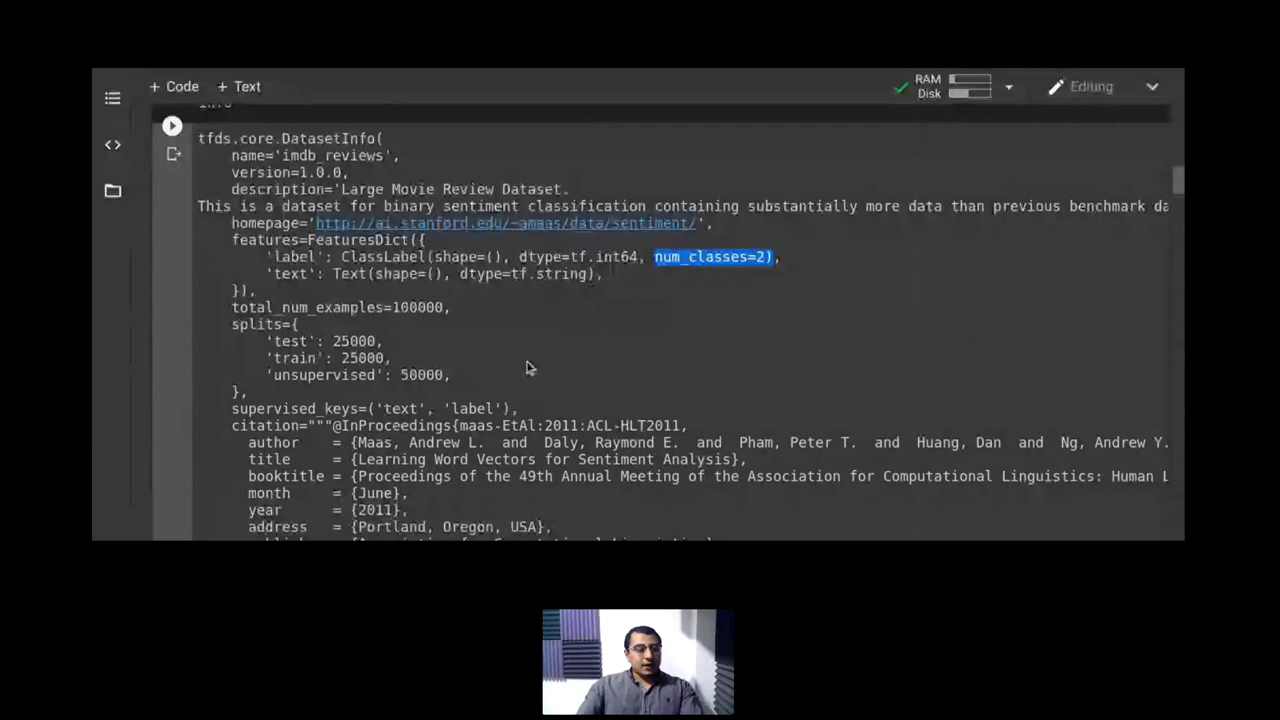 + Code + Text
RAM
Disk
Editing
tfds.core.DatasetInfo(
name='imdb_reviews',
version=1.0.0,
description='Large Movie Review Dataset.
This is a dataset for binary sentiment classification containing substantially more data than previous benchmark da
homepage='http://ai.stanford.edu/~amaas/data/sentiment/',
features=FeaturesDict({
'label': ClassLabel(shape=(), dtype=tf.int64, num_classes=2),
'text': Text(shape=(), dtype=tf.string),
}),
total_num_examples=100000,
splits={
'test': 25000,
'train': 25000,
'unsupervised': 50000,
},
supervised_keys=('text', 'label'),
citation="""@InProceedings{maas-EtAl:2011:ACL-HLT2011,
author = {Maas, Andrew L. and Daly, Raymond E. and Pham, Peter T. and Huang, Dan and Ng, Andrew Y.
title = {Learning Word Vectors for Sentiment Analysis},
booktitle = {Proceedings of the 49th Annual Meeting of the Association for Computational Linguistics: Human L
month = {June},
year = {2011},
address = {Portland, Oregon, USA},